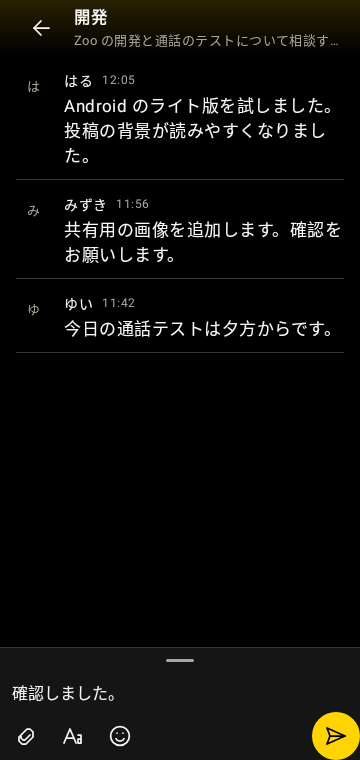 開発
Zoo の開発と通話のテストについて相談す…
は
はる 12:05
Android のライト版を試しました。
投稿の背景が読みやすくなりまし
た。
み
みずき 11:56
共有用の画像を追加します。確認を
お願いします。
ゆ
ゆい 11:42
今日の通話テストは夕方からです。
確認しました。
Aa